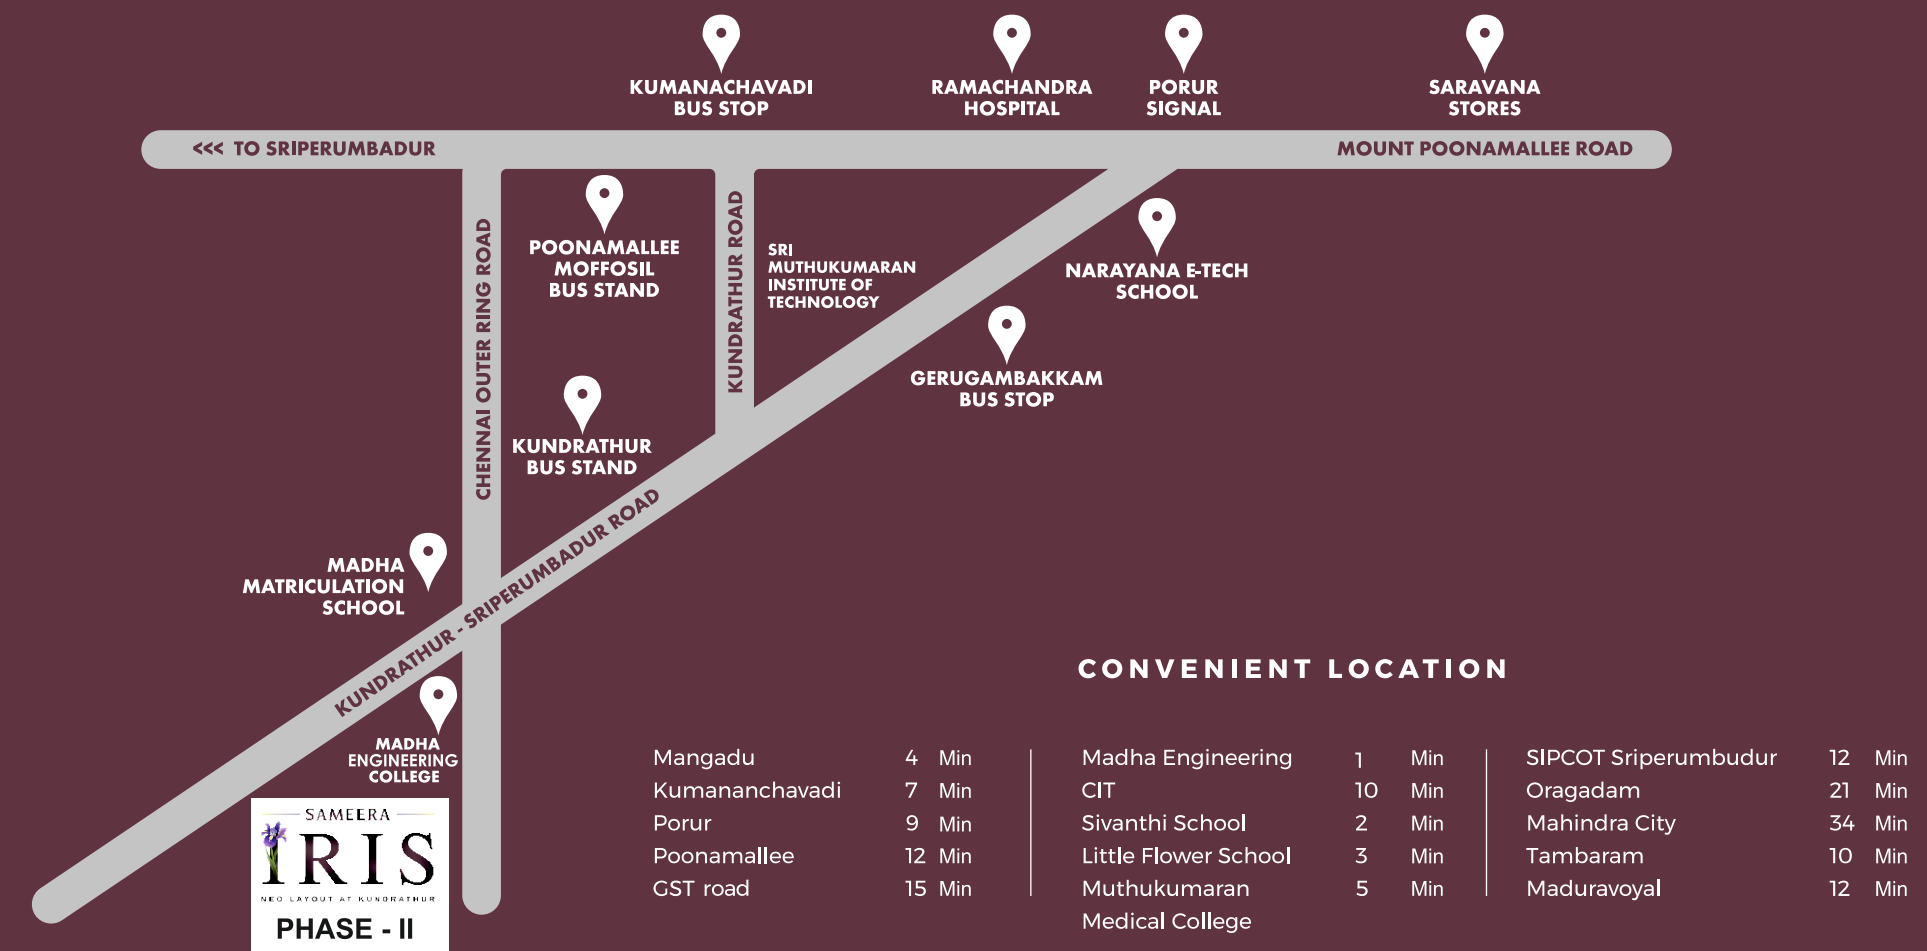 KUMANACHAVADI
BUS STOP
RAMACHANDRA
HOSPITAL
PORUR
SIGNAL
SARAVANA
STORES
<<< TO SRIPERUMBADUR
MOUNT POONAMALLEE ROAD
CHENNAI OUTER RING ROAD
POONAMALLEE
MOFFOSIL
BUS STAND
KUNDRATHUR ROAD
SRI
MUTHUKUMARAN
INSTITUTE OF
TECHNOLOGY
NARAYANA E-TECH
SCHOOL
GERUGAMBAKKAM
BUS STOP
KUNDRATHUR
BUS STAND
MADHA
MATRICULATION
SCHOOL
KUNDRATHUR - SRIPERUMBADUR ROAD
MADHA
ENGINEERING
COLLEGE
SAMEERA
IRIS
NEO LAYOUT AT KUNDRATHUR
PHASE - II
CONVENIENT LOCATION
Mangadu 4 Min
Kumananchavadi 7 Min
Porur 9 Min
Poonamallee 12 Min
GST road 15 Min
Madha Engineering 1 Min
CIT 10 Min
Sivanthi School 2 Min
Little Flower School 3 Min
Muthukumaran 5 Min
Medical College
SIPCOT Sriperumbudur 12 Min
Oragadam 21 Min
Mahindra City 34 Min
Tambaram 10 Min
Maduravoyal 12 Min